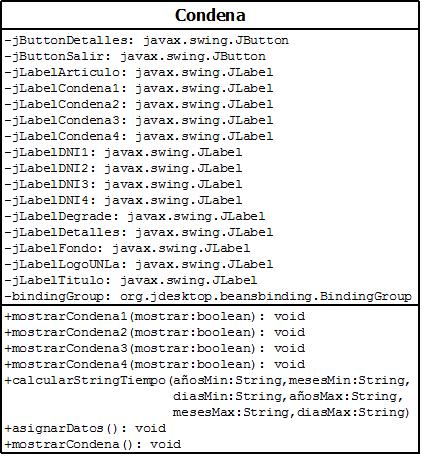 Condena
-jButtonDetalles: javax.swing.JButton
-jButtonSalir: javax.swing.JButton
-jLabelArticulo: javax.swing.JLabel
-jLabelCondena1: javax.swing.JLabel
-jLabelCondena2: javax.swing.JLabel
-jLabelCondena3: javax.swing.JLabel
-jLabelCondena4: javax.swing.JLabel
-jLabelDNI1: javax.swing.JLabel
-jLabelDNI2: javax.swing.JLabel
-jLabelDNI3: javax.swing.JLabel
-jLabelDNI4: javax.swing.JLabel
-jLabelDegrade: javax.swing.JLabel
-jLabelDetalles: javax.swing.JLabel
-jLabelFondo: javax.swing.JLabel
-jLabelLogoUNLa: javax.swing.JLabel
-jLabelTitulo: javax.swing.JLabel
-bindingGroup: org.jdesktop.beansbinding.BindingGroup
+mostrarCondena1(mostrar:boolean): void
+mostrarCondena2(mostrar:boolean): void
+mostrarCondena3(mostrar:boolean): void
+mostrarCondena4(mostrar:boolean): void
+calcularStringTiempo(añosMin:String,mesesMin:String,
diasMin:String,añosMax:String,
mesesMax:String,diasMax:String)
+asignarDatos(): void
+mostrarCondena(): void